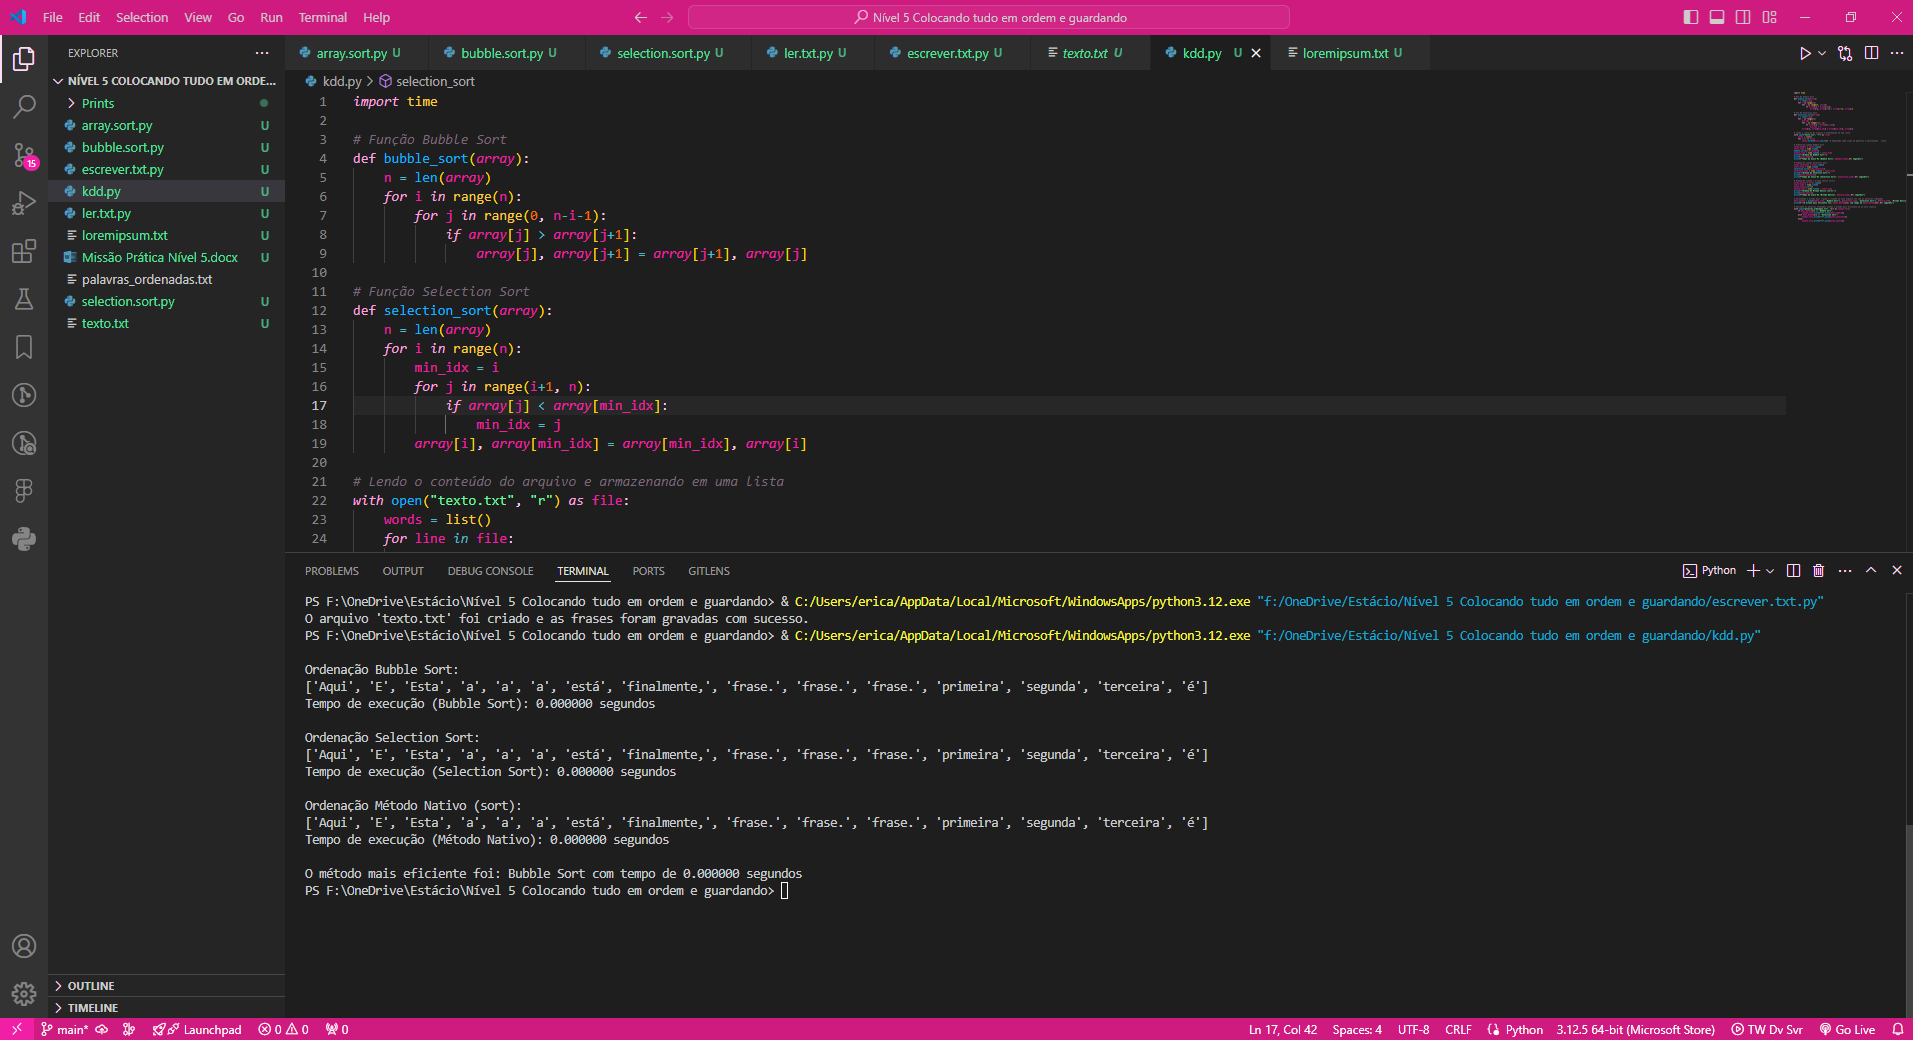 File Edit Selection View Go Run Terminal Help
Nível 5 Colocando tudo em ordem e guardando
EXPLORER
NÍVEL 5 COLOCANDO TUDO EM ORDE...
Prints
array.sort.py U
bubble.sort.py U
escrever.txt.py U
kdd.py U
ler.txt.py U
loremipsum.txt U
Missão Prática Nível 5.docx U
palavras_ordenadas.txt
selection.sort.py U
texto.txt U
15
OUTLINE
TIMELINE
array.sort.py U bubble.sort.py U selection.sort.py U ler.txt.py U escrever.txt.py U texto.txt U kdd.py U loremipsum.txt U
kdd.py > selection_sort
1 import time
2
3 # Função Bubble Sort
4 def bubble_sort(array):
5 n = len(array)
6 for i in range(n):
7 for j in range(0, n-i-1):
8 if array[j] > array[j+1]:
9 array[j], array[j+1] = array[j+1], array[j]
10
11 # Função Selection Sort
12 def selection_sort(array):
13 n = len(array)
14 for i in range(n):
15 min_idx = i
16 for j in range(i+1, n):
17 if array[j] < array[min_idx]:
18 min_idx = j
19 array[i], array[min_idx] = array[min_idx], array[i]
20
21 # Lendo o conteúdo do arquivo e armazenando em uma lista
22 with open("texto.txt", "r") as file:
23 words = list()
24 for line in file:
PROBLEMS OUTPUT DEBUG CONSOLE TERMINAL PORTS GITLENS
Python
PS F:\OneDrive\Estácio\Nível 5 Colocando tudo em ordem e guardando> & C:/Users/erica/AppData/Local/Microsoft/WindowsApps/python3.12.exe "f:/OneDrive/Estácio/Nível 5 Colocando tudo em ordem e guardando/escrever.txt.py"
O arquivo 'texto.txt' foi criado e as frases foram gravadas com sucesso.
PS F:\OneDrive\Estácio\Nível 5 Colocando tudo em ordem e guardando> & C:/Users/erica/AppData/Local/Microsoft/WindowsApps/python3.12.exe "f:/OneDrive/Estácio/Nível 5 Colocando tudo em ordem e guardando/kdd.py"
Ordenação Bubble Sort:
['Aqui', 'E', 'Esta', 'a', 'a', 'a', 'está', 'finalmente,', 'frase.', 'frase.', 'frase.', 'primeira', 'segunda', 'terceira', 'é']
Tempo de execução (Bubble Sort): 0.000000 segundos
Ordenação Selection Sort:
['Aqui', 'E', 'Esta', 'a', 'a', 'a', 'está', 'finalmente,', 'frase.', 'frase.', 'frase.', 'primeira', 'segunda', 'terceira', 'é']
Tempo de execução (Selection Sort): 0.000000 segundos
Ordenação Método Nativo (sort):
['Aqui', 'E', 'Esta', 'a', 'a', 'a', 'está', 'finalmente,', 'frase.', 'frase.', 'frase.', 'primeira', 'segunda', 'terceira', 'é']
Tempo de execução (Método Nativo): 0.000000 segundos
O método mais eficiente foi: Bubble Sort com tempo de 0.000000 segundos
PS F:\OneDrive\Estácio\Nível 5 Colocando tudo em ordem e guardando>
main* Launchpad 0 0 0 Ln 17, Col 42 Spaces: 4 UTF-8 CRLF Python 3.12.5 64-bit (Microsoft Store) TW Dv Svr Go Live